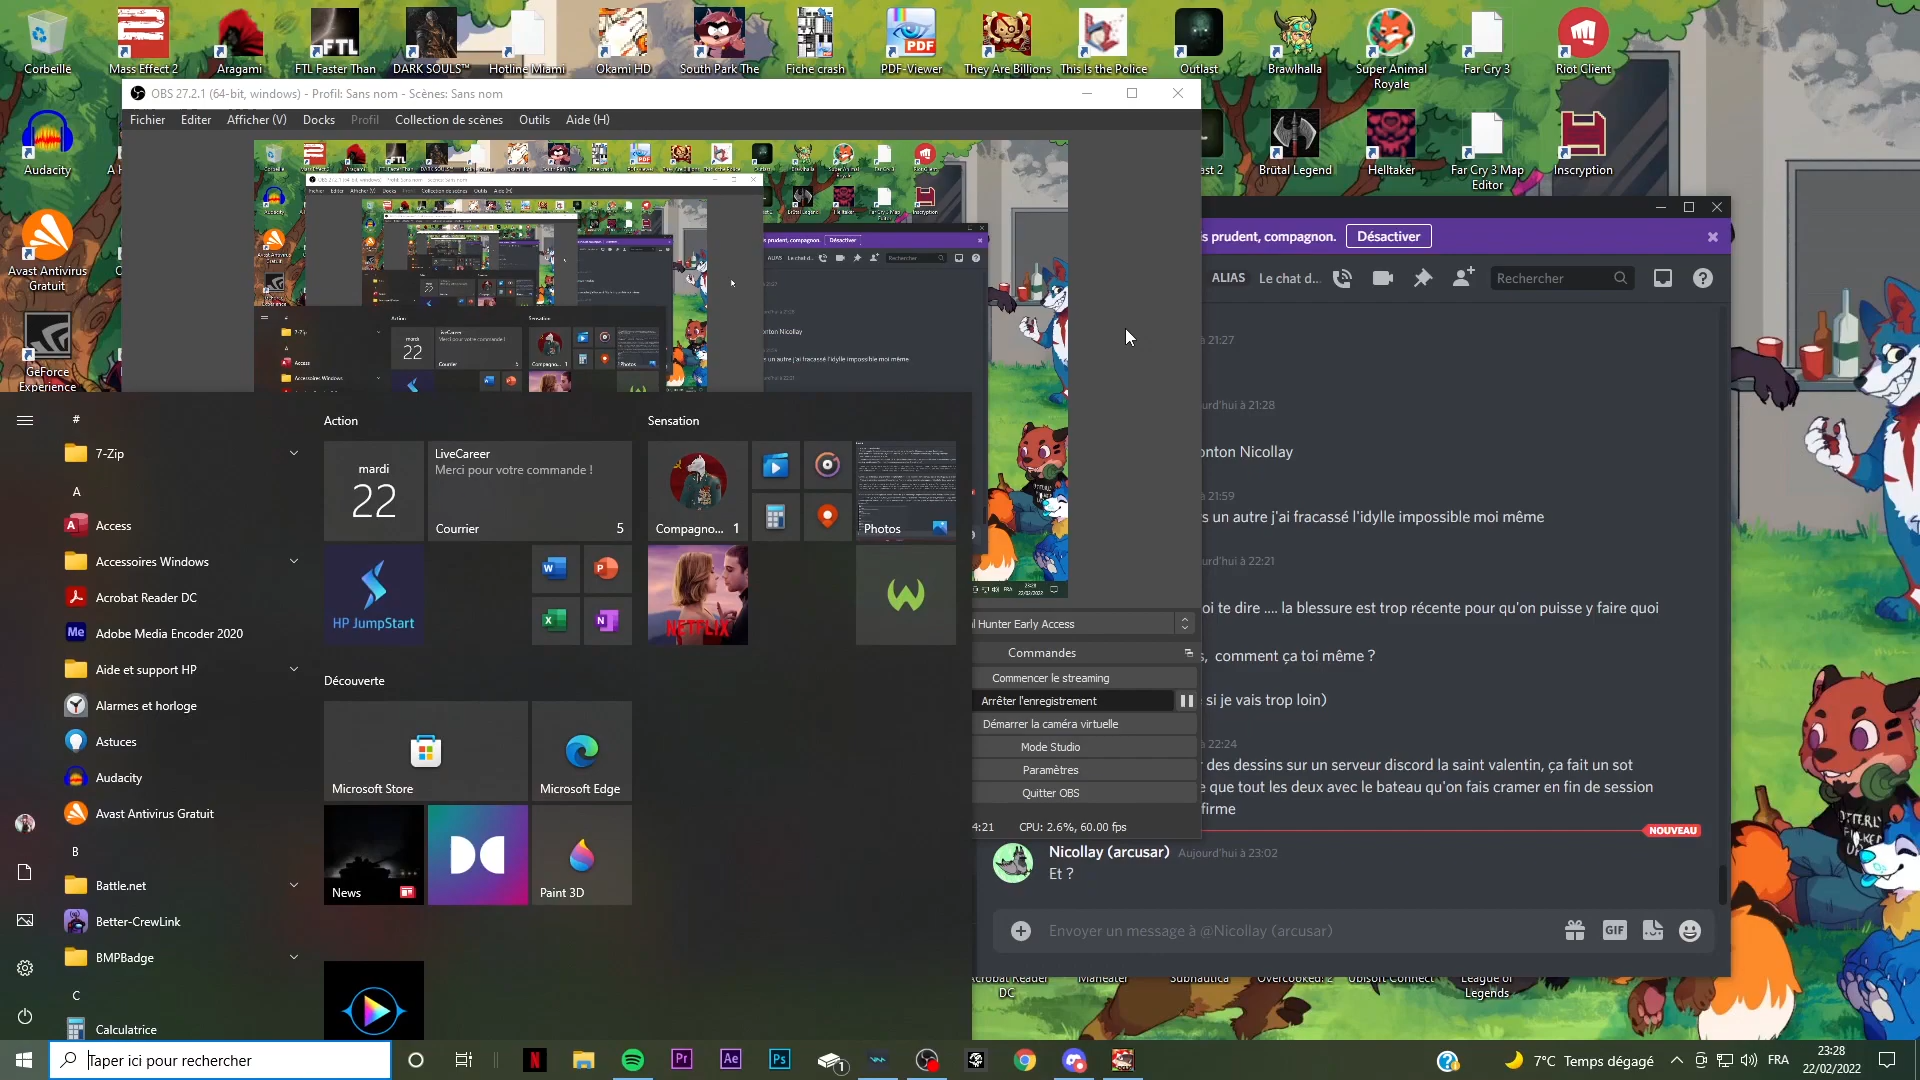 Corbeille
Mass Effect 2
Aragami
FTL Faster Than
DARK SOULS™
Hotline Miami
Okami HD
South Park The
Fiche crash
PDF-Viewer
They Are Billions
This Is the Police
Outlast
Brawlhalla
Super Animal
Royale
Far Cry 3
Riot Client
OBS 27.2.1 (64-bit, windows) - Profil: Sans nom - Scènes: Sans nom
Fichier
Editer
Afficher (V)
Docks
Profil
Collection de scènes
Outils
Aide (H)
Audacity
Brütal Legend
Helltaker
Far Cry 3 Map
Editor
Inscryption
Avast Antivirus
Gratuit
GeForce
Experience
s prudent, compagnon.
Désactiver
ALIAS
Le chat d...
Rechercher
à 21:27
urd'hui à 21:28
onton Nicollay
à 21:59
s un autre j'ai fracassé l'idylle impossible moi même
urd'hui à 22:21
oi te dire .... la blessure est trop récente pour qu'on puisse y faire quoi
s, comment ça toi même ?
si je vais trop loin)
à 22:24
des dessins sur un serveur discord la saint valentin, ça fait un sot
e que tout les deux avec le bateau qu'on fais cramer en fin de session
firme
NOUVEAU
Nicollay (arcusar)
Aujourd'hui à 23:02
Et ?
Envoyer un message à @Nicollay (arcusar)
GIF
Hunter Early Access
Commandes
Commencer le streaming
Arrêter l'enregistrement
Démarrer la caméra virtuelle
Mode Studio
Paramètres
Quitter OBS
4:21
CPU: 2.6%, 60.00 fps
#
7-Zip
A
Access
Accessoires Windows
Acrobat Reader DC
Adobe Media Encoder 2020
Aide et support HP
Alarmes et horloge
Astuces
Audacity
Avast Antivirus Gratuit
B
Battle.net
Better-CrewLink
BMPBadge
C
Calculatrice
Action
mardi
22
LiveCareer
Merci pour votre commande !
Courrier
5
HP JumpStart
Sensation
Compagno...
1
Photos
NETFLIX
Découverte
Microsoft Store
Microsoft Edge
News
Paint 3D
Acrobat Reader
DC
Maneater
Subnautica
Overcooked! 2
Ubisoft Connect
League of
Legends
Taper ici pour rechercher
7°C Temps dégagé
FRA
23:28
22/02/2022